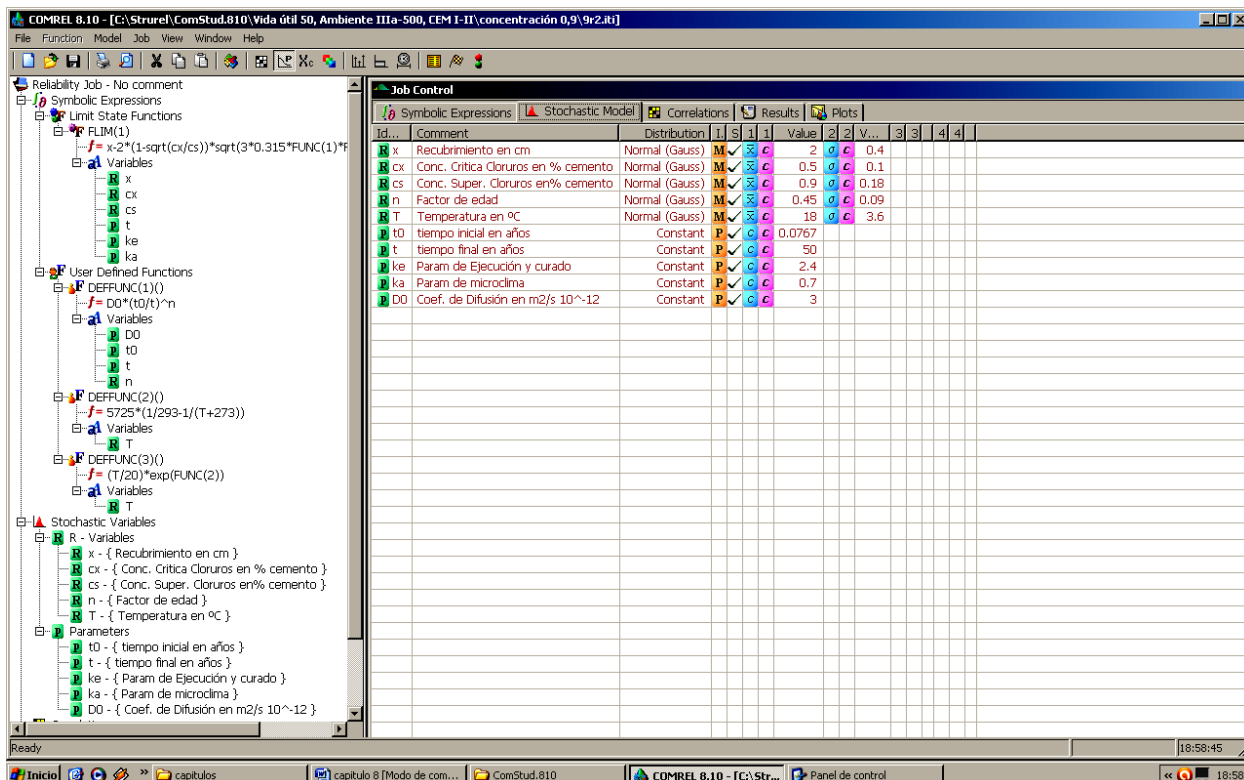 COMREL 8.10 - [C:\Strurel\ComStud.810\Vida útil 50, Ambiente IIIa-500, CEM I-II\concentración 0,9\9r2.iti]
File Function Model Job View Window Help
Reliability Job - No comment
Symbolic Expressions
Limit State Functions
FLIM(1)
f= x-2*(1-sqrt(cx/cs))*sqrt(3*0.315*FUNC(1)*F
Variables
R x
R cx
R cs
P t
P ke
P ka
User Defined Functions
DEFFUNC(1)()
f= D0*(t0/t)^n
Variables
P D0
P t0
P t
R n
DEFFUNC(2)()
f= 5725*(1/293-1/(T+273))
Variables
R T
DEFFUNC(3)()
f= (T/20)*exp(FUNC(2))
Variables
R T
Stochastic Variables
R - Variables
R x - { Recubrimiento en cm }
R cx - { Conc. Critica Cloruros en % cemento }
R cs - { Conc. Super. Cloruros en% cemento }
R n - { Factor de edad }
R T - { Temperatura en ºC }
P Parameters
P t0 - { tiempo inicial en años }
P t - { tiempo final en años }
P ke - { Param de Ejecución y curado }
P ka - { Param de microclima }
P D0 - { Coef. de Difusión en m2/s 10^-12 }
Job Control
Symbolic Expressions Stochastic Model Correlations Results Plots
Id... Comment Distribution I. S 1 1 Value 2 2 V... 3 3 4 4
R x Recubrimiento en cm Normal (Gauss) M x C 2 σ C 0.4
R cx Conc. Critica Cloruros en % cemento Normal (Gauss) M x C 0.5 σ C 0.1
R cs Conc. Super. Cloruros en% cemento Normal (Gauss) M x C 0.9 σ C 0.18
R n Factor de edad Normal (Gauss) M x C 0.45 σ C 0.09
R T Temperatura en ºC Normal (Gauss) M x C 18 σ C 3.6
P t0 tiempo inicial en años Constant P C C 0.0767
P t tiempo final en años Constant P C C 50
P ke Param de Ejecución y curado Constant P C C 2.4
P ka Param de microclima Constant P C C 0.7
P D0 Coef. de Difusión en m2/s 10^-12 Constant P C C 3
Ready 18:58:45
Inicio » capitulos capitulo 8 [Modo de com... ComStud.810 COMREL 8.10 - [C:\Str... Panel de control « 18:58